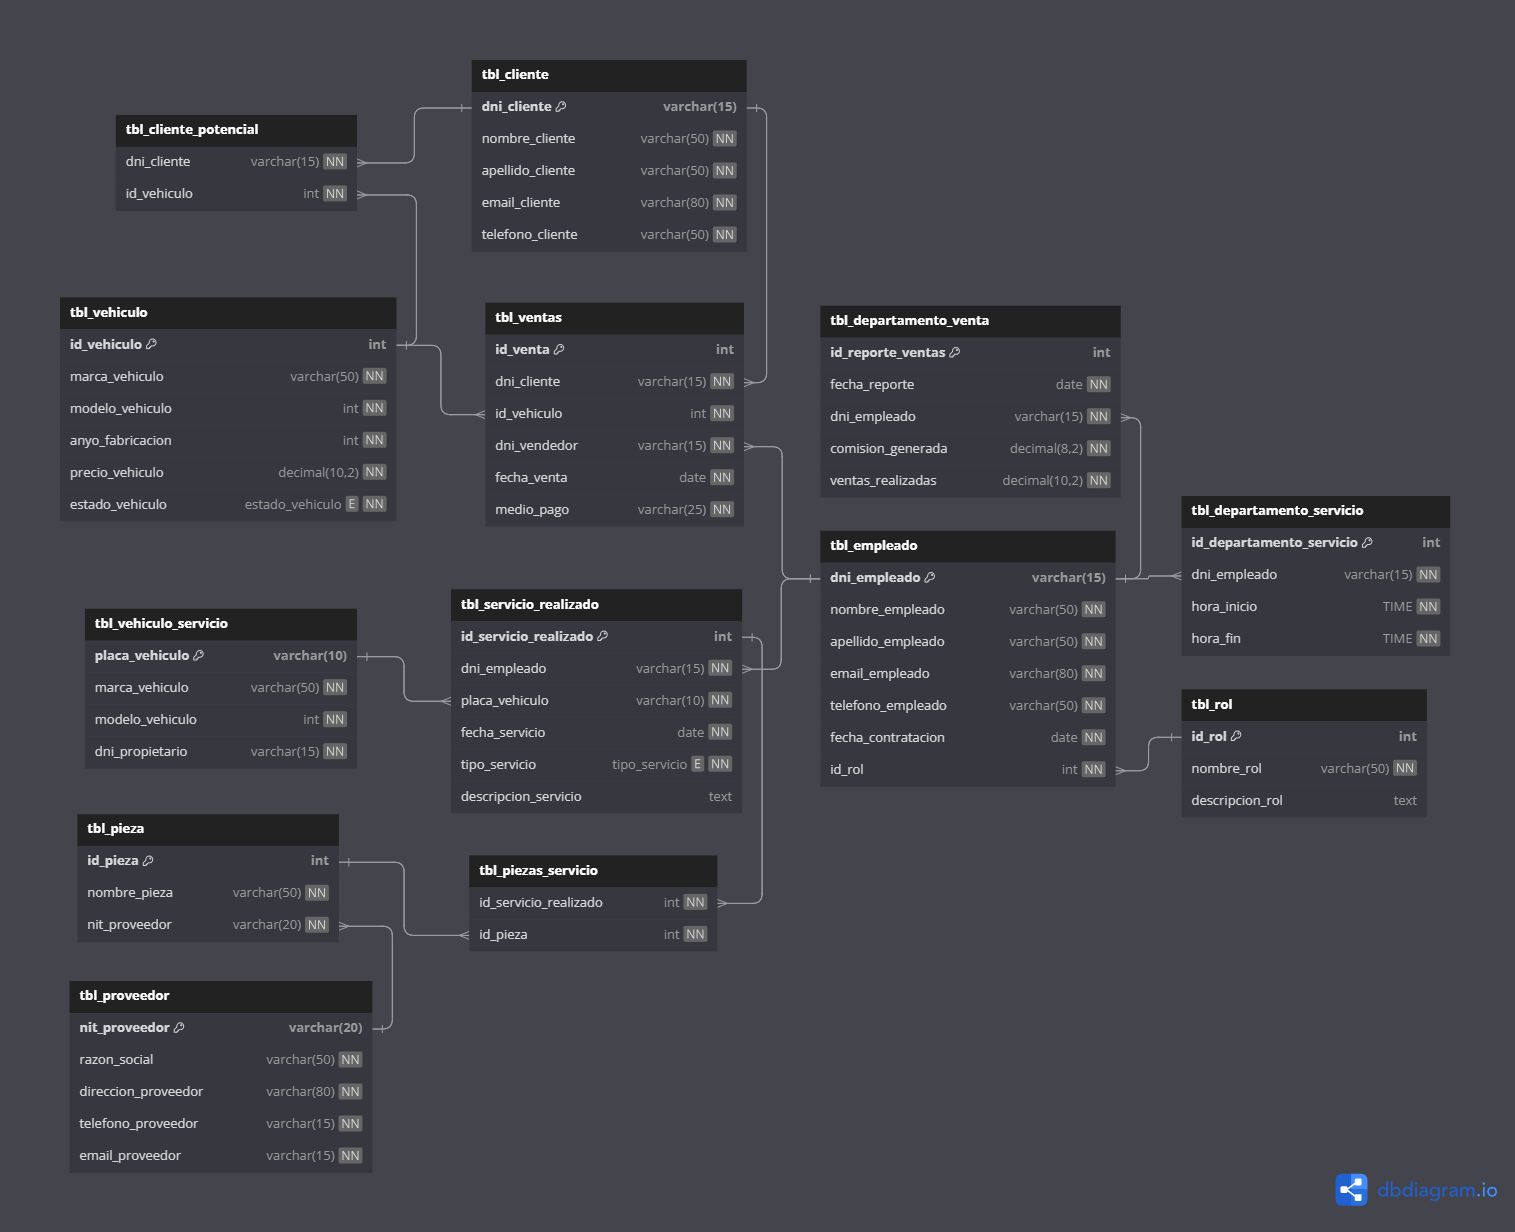 tbl_cliente
dni_cliente varchar(15)
nombre_cliente varchar(50) NN
apellido_cliente varchar(50) NN
email_cliente varchar(80) NN
telefono_cliente varchar(50) NN
tbl_cliente_potencial
dni_cliente varchar(15) NN
id_vehiculo int NN
tbl_vehiculo
id_vehiculo int
marca_vehiculo varchar(50) NN
modelo_vehiculo int NN
anyo_fabricacion int NN
precio_vehiculo decimal(10,2) NN
estado_vehiculo estado_vehiculo E NN
tbl_ventas
id_venta int
dni_cliente varchar(15) NN
id_vehiculo int NN
dni_vendedor varchar(15) NN
fecha_venta date NN
medio_pago varchar(25) NN
tbl_departamento_venta
id_reporte_ventas int
fecha_reporte date NN
dni_empleado varchar(15) NN
comision_generada decimal(8,2) NN
ventas_realizadas decimal(10,2) NN
tbl_departamento_servicio
id_departamento_servicio int
dni_empleado varchar(15) NN
hora_inicio TIME NN
hora_fin TIME NN
tbl_empleado
dni_empleado varchar(15)
nombre_empleado varchar(50) NN
apellido_empleado varchar(50) NN
email_empleado varchar(80) NN
telefono_empleado varchar(50) NN
fecha_contratacion date NN
id_rol int NN
tbl_rol
id_rol int
nombre_rol varchar(50) NN
descripcion_rol text
tbl_vehiculo_servicio
placa_vehiculo varchar(10)
marca_vehiculo varchar(50) NN
modelo_vehiculo int NN
dni_propietario varchar(15) NN
tbl_servicio_realizado
id_servicio_realizado int
dni_empleado varchar(15) NN
placa_vehiculo varchar(10) NN
fecha_servicio date NN
tipo_servicio tipo_servicio E NN
descripcion_servicio text
tbl_pieza
id_pieza int
nombre_pieza varchar(50) NN
nit_proveedor varchar(20) NN
tbl_piezas_servicio
id_servicio_realizado int NN
id_pieza int NN
tbl_proveedor
nit_proveedor varchar(20)
razon_social varchar(50) NN
direccion_proveedor varchar(80) NN
telefono_proveedor varchar(15) NN
email_proveedor varchar(15) NN
dbdiagram.io